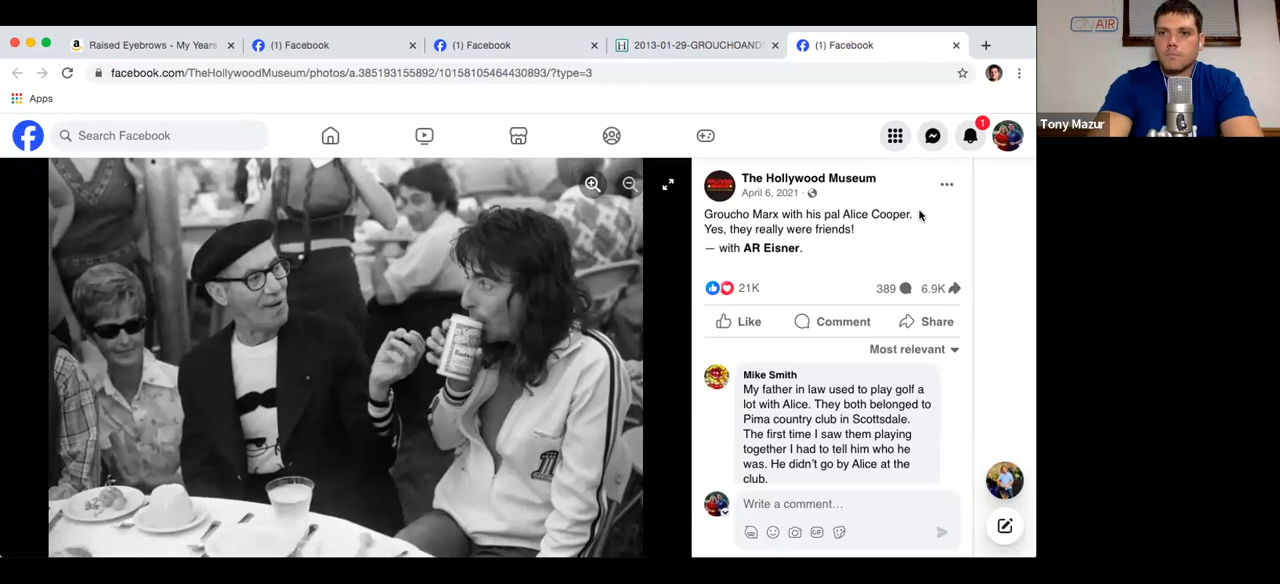 Raised Eyebrows - My Years
(1) Facebook
(1) Facebook
2013-01-29-GROUCHOAND
(1) Facebook
facebook.com/TheHollywoodMuseum/photos/a.385193155892/10158105464430893/?type=3
Apps
Search Facebook
1
The Hollywood Museum
April 6, 2021 ·
Groucho Marx with his pal Alice Cooper.
Yes, they really were friends!
— with AR Eisner.
21K 389 6.9K
Like Comment Share
Most relevant
Mike Smith
My father in law used to play golf a
lot with Alice. They both belonged to
Pima country club in Scottsdale.
The first time I saw them playing
together I had to tell him who he
was. He didn't go by Alice at the
club.
Write a comment…
GIF
ON AIR
Tony Mazur